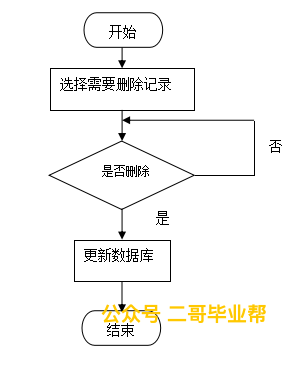 开始
选择需要删除记录
否
是否删除
是
更新数据库
公众号 二哥毕业帮
结束